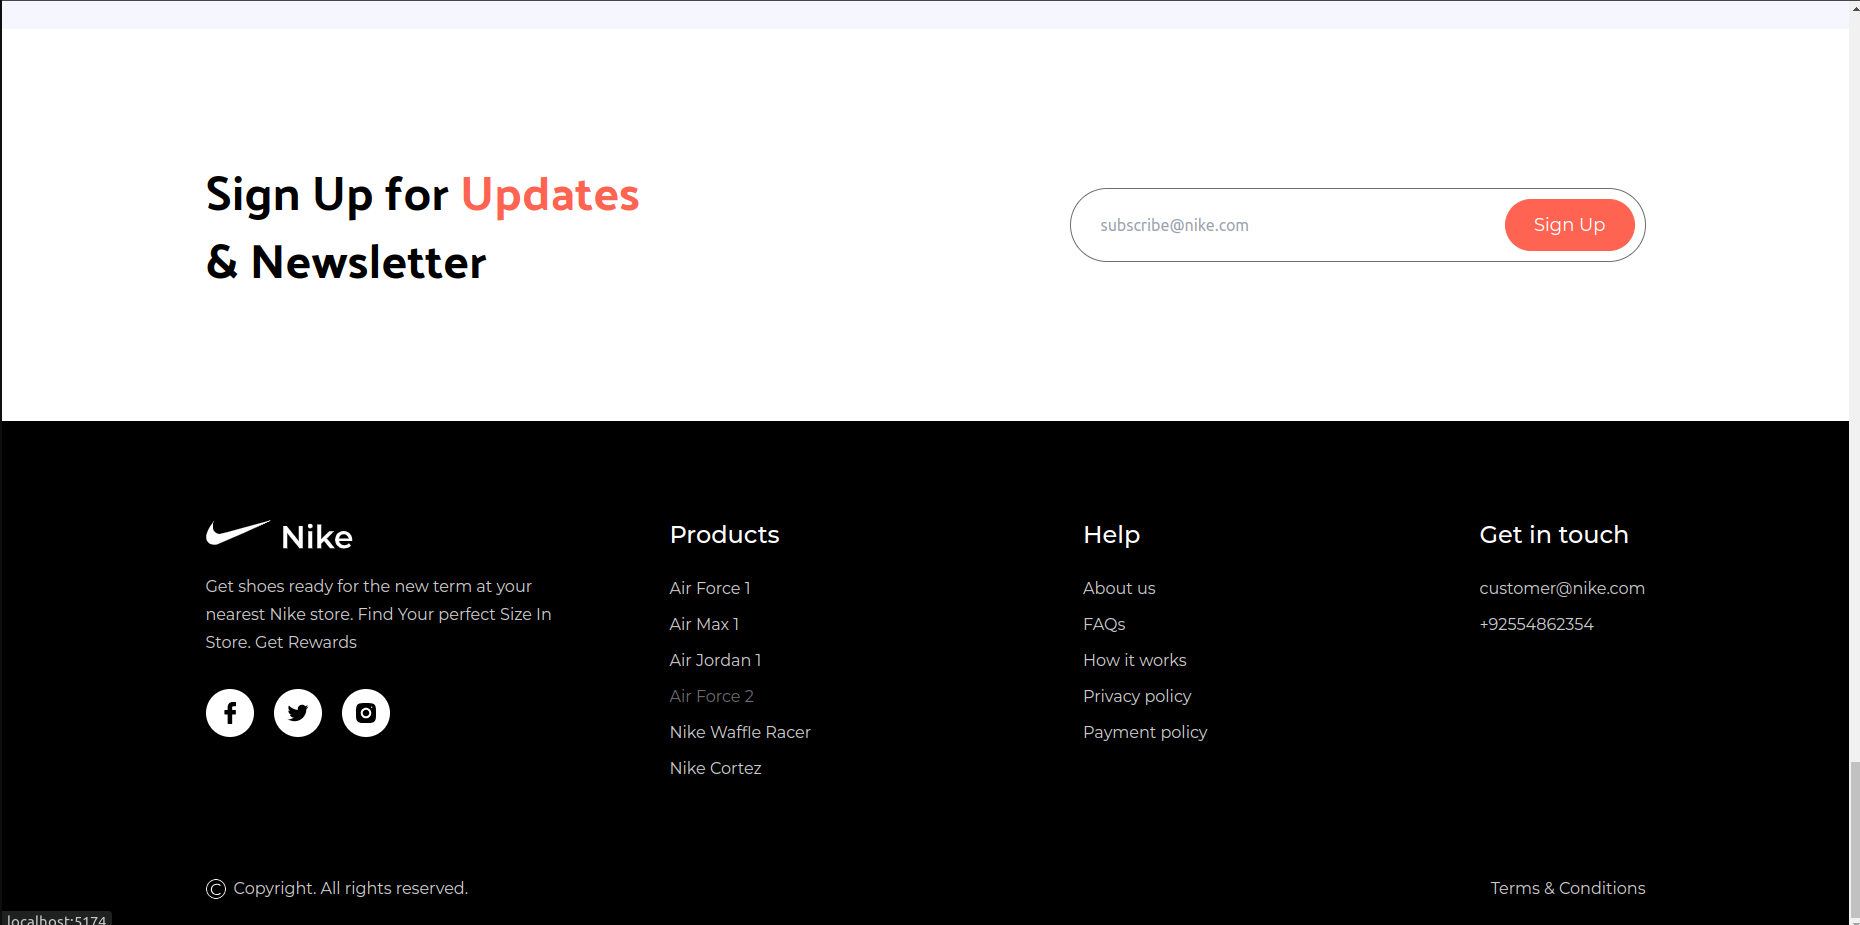 Sign Up for Updates
& Newsletter
subscribe@nike.com
Sign Up
Nike
Get shoes ready for the new term at your
nearest Nike store. Find Your perfect Size In
Store. Get Rewards
Products
Air Force 1
Air Max 1
Air Jordan 1
Air Force 2
Nike Waffle Racer
Nike Cortez
Help
About us
FAQs
How it works
Privacy policy
Payment policy
Get in touch
customer@nike.com
+92554862354
© Copyright. All rights reserved.
Terms & Conditions
localhost:5174